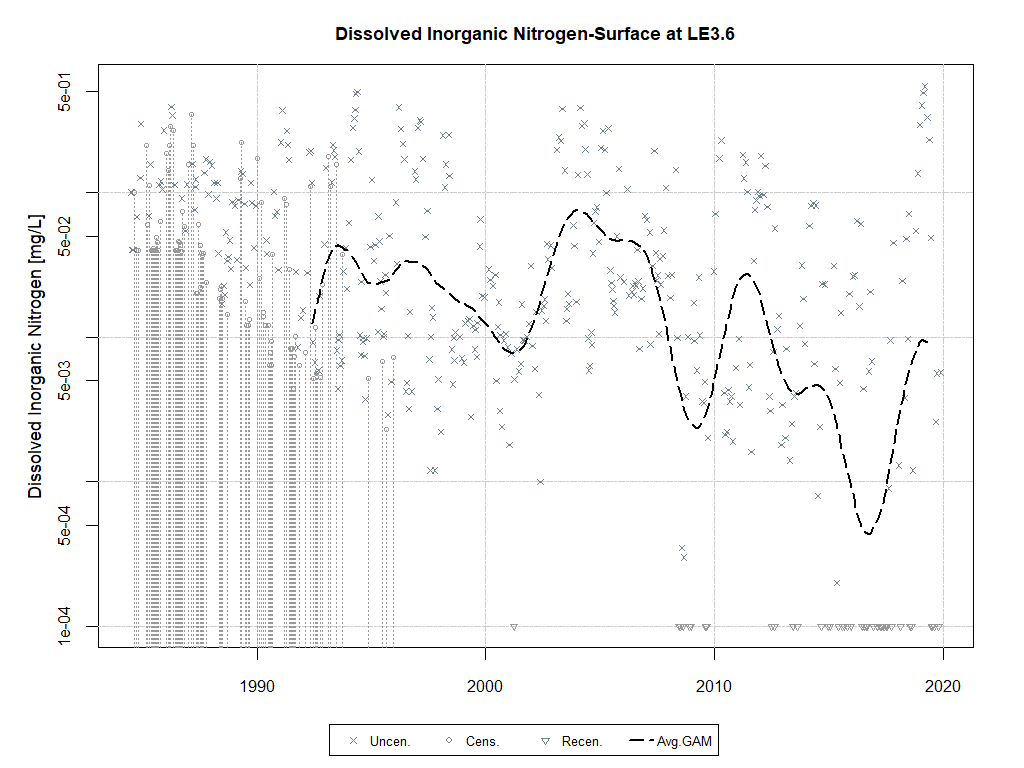 Dissolved Inorganic Nitrogen-Surface at LE3.6
Dissolved Inorganic Nitrogen [mg/L]
5e-01
5e-02
5e-03
5e-04
1e-04
1990 2000 2010 2020
Uncen. Cens. Recen. Avg.GAM